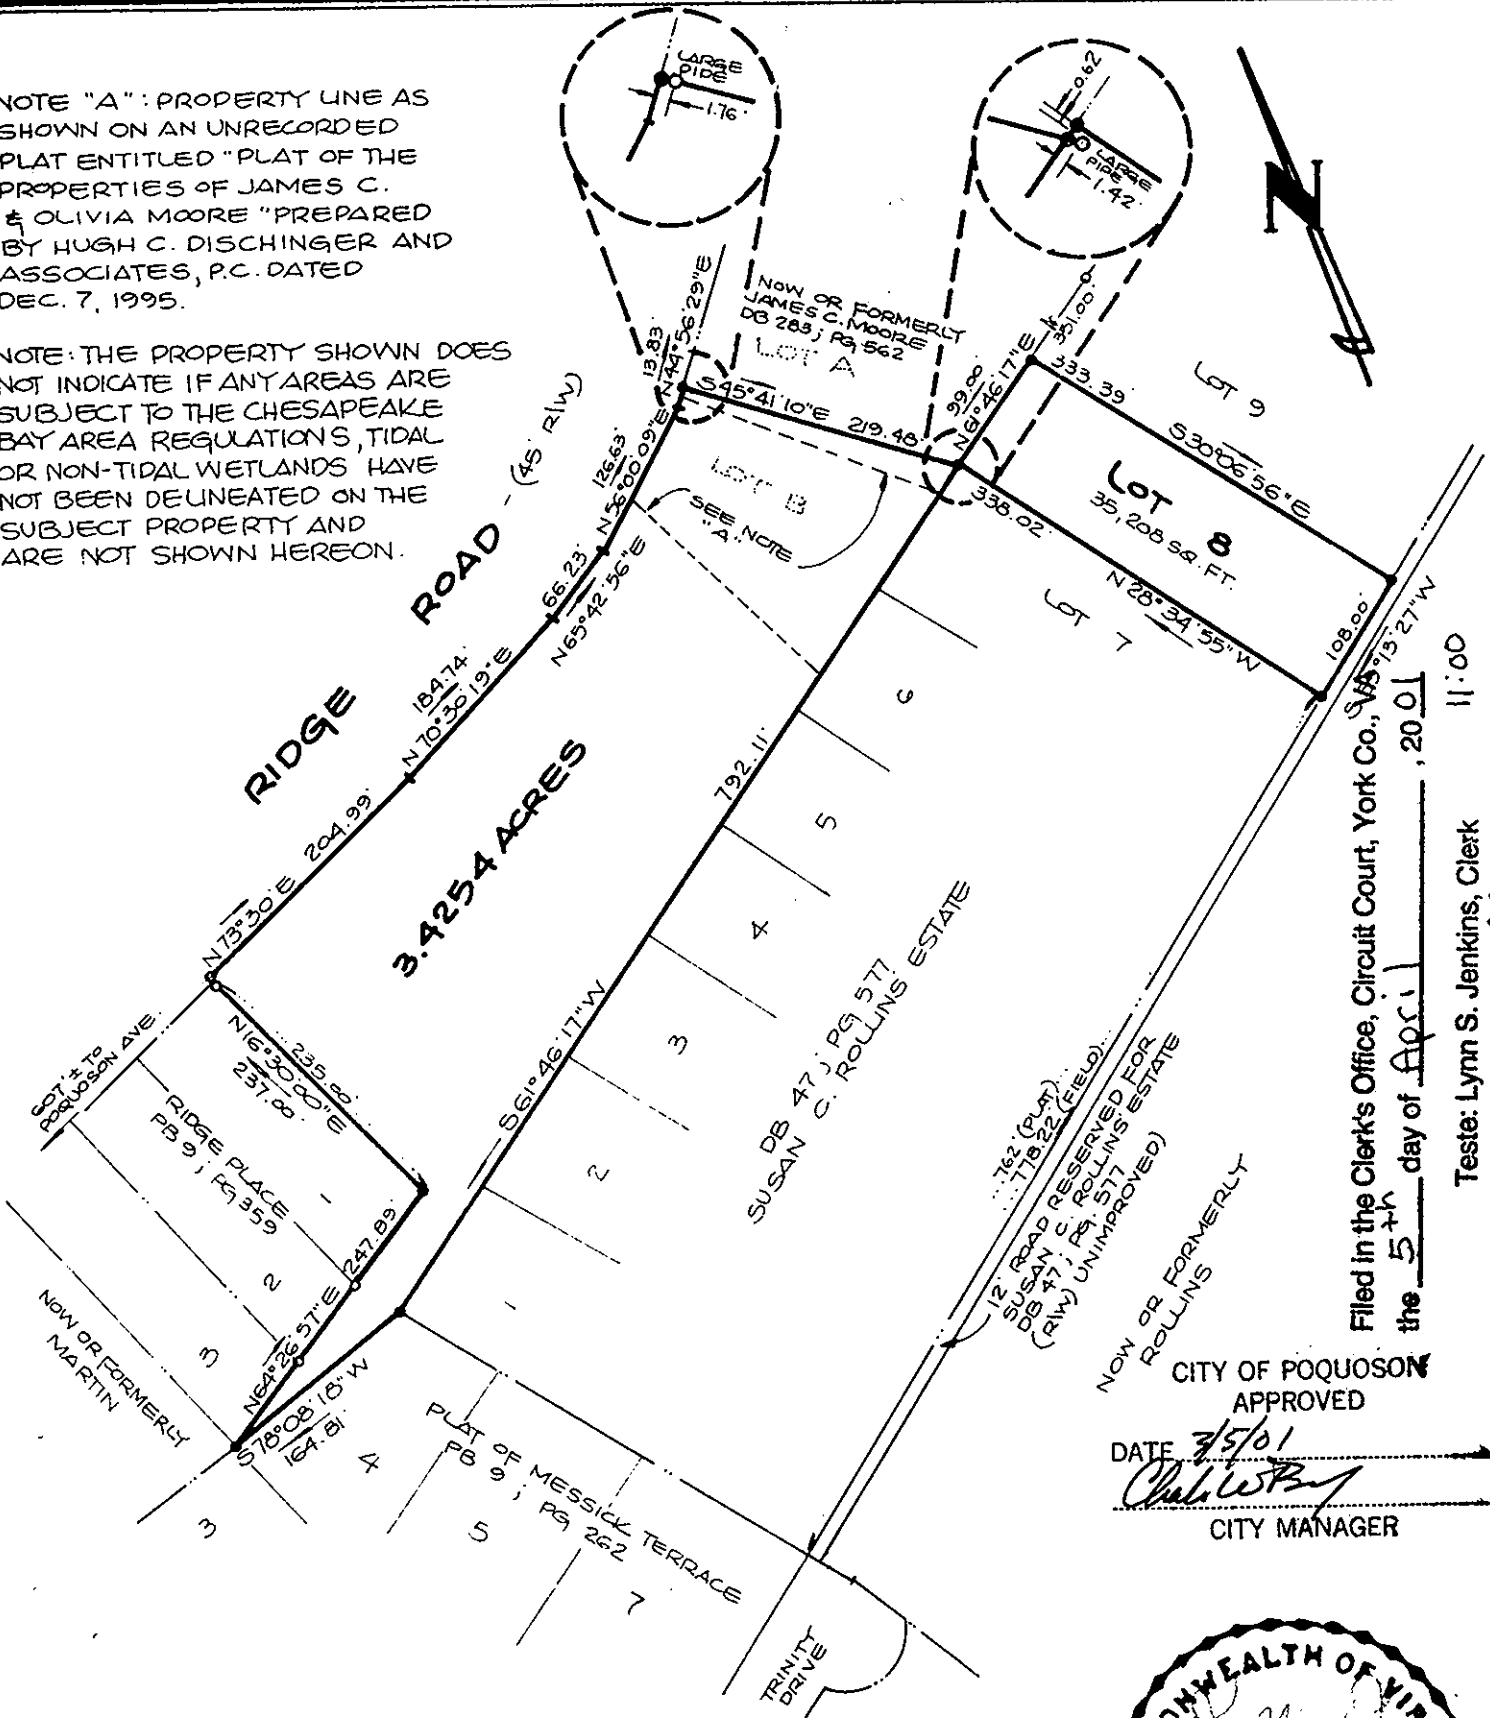 NOTE "A": PROPERTY LINE AS
SHOWN ON AN UNRECORDED
PLAT ENTITLED "PLAT OF THE
PROPERTIES OF JAMES C.
& OLIVIA MOORE "PREPARED
BY HUGH C. DISCHINGER AND
ASSOCIATES, P.C. DATED
DEC. 7, 1995.
NOTE: THE PROPERTY SHOWN DOES
NOT INDICATE IF ANY AREAS ARE
SUBJECT TO THE CHESAPEAKE
BAY AREA REGULATIONS, TIDAL
OR NON-TIDAL WETLANDS HAVE
NOT BEEN DELINEATED ON THE
SUBJECT PROPERTY AND
ARE NOT SHOWN HEREON.
LARGE
PIPE
1.76'
0.62
LARGE
PIPE
1.42'
N
13.83'
N44°56'29"E
NOW OR FORMERLY
JAMES C. MOORE
DB 283; PG 562
LOT A
S45°41'10"E 219.48'
99.00'
N61°46'17"E
351.00'
333.39'
S30°06'56"E
LOT 9
LOT 8
35,208 SQ. FT.
338.02'
N28°34'55"W
LOT 7
108.00'
S 13'27"W
RIDGE ROAD - (45' R/W)
126.63'
N56°00'09"E
66.23'
N65°42'56"E
184.74'
N70°30'19"E
204.99'
N73°30'E
LOT B
SEE NOTE
"A"
3.4254 ACRES
792.11'
S61°46'17"W
6
5
4
3
2
1
DB 47; PG 577
SUSAN C. ROLLINS ESTATE
607' ± TO
POQUOSON AVE.
N16°30'00"E
235.00'
237.00'
RIDGE PLACE
PB 9; PG 359
1
2
3
247.89'
N64°26'57"E
NOW OR FORMERLY
MARTIN
S78°08'18"W
164.81'
3
4
5
7
PLAT OF MESSICK TERRACE
PB 9; PG 262
762' (PLAT)
778.22' (FIELD)
12' ROAD RESERVED FOR
SUSAN C. ROLLINS ESTATE
DB 47; PG. 577
(R/W) UNIMPROVED)
NOW OR FORMERLY
ROLLINS
TRINITY
DRIVE
Filed in the Clerk's Office, Circuit Court, York Co., VA
the 5th day of April, 2001
11:00
Teste: Lynn S. Jenkins, Clerk
CITY OF POQUOSON
APPROVED
DATE 3/5/01
CITY MANAGER